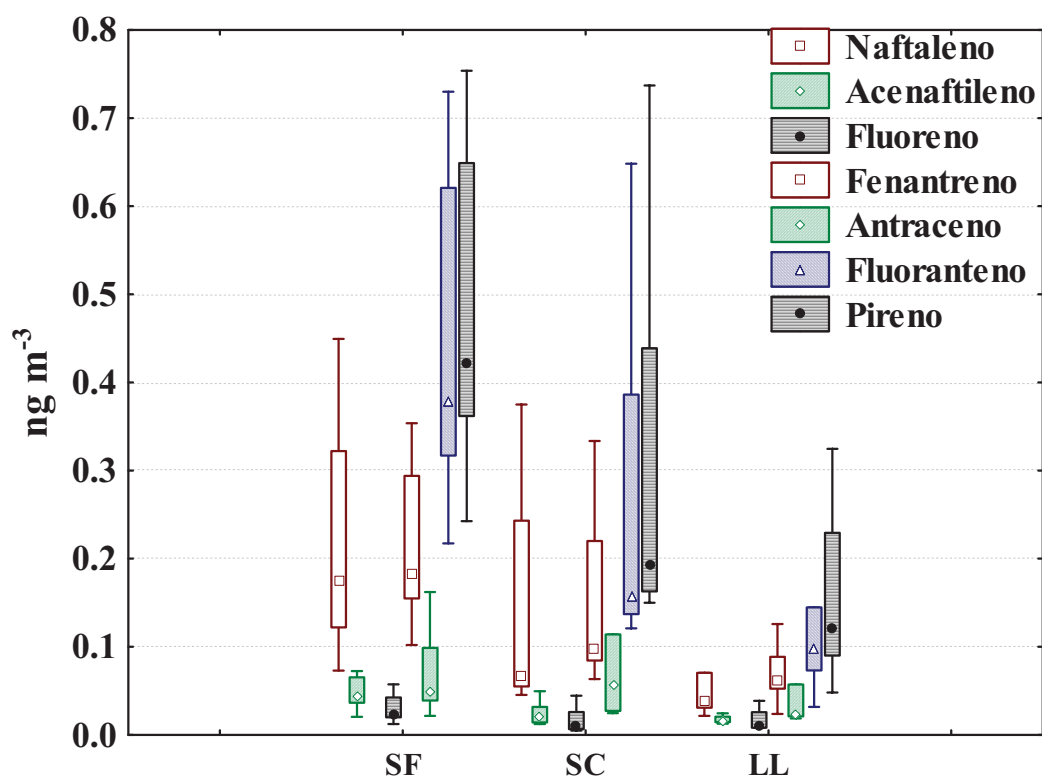 0.8
0.7
0.6
0.5
0.4
0.3
0.2
0.1
0.0
ng m⁻³
Naftaleno
Acenaftileno
Fluoreno
Fenantreno
Antraceno
Fluoranteno
Pireno
SF SC LL